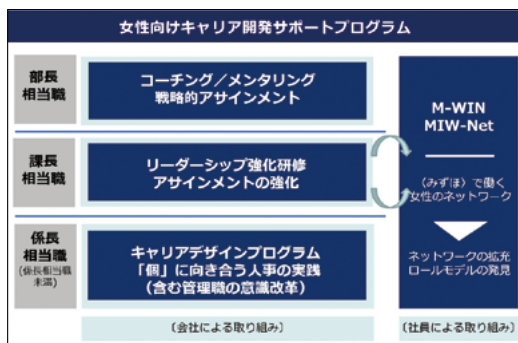 女性向けキャリア開発サポートプログラム
部長
相当職
コーチング／メンタリング
戦略的アサインメント
課長
相当職
リーダーシップ強化研修
アサインメントの強化
係長
相当職
(係長相当職
未満)
キャリアデザインプログラム
「個」に向き合う人事の実践
(含む管理職の意識改革)
(会社による取り組み)
M-WIN
MIW-Net
〈みずほ〉で働く
女性のネットワーク
ネットワークの拡充
ロールモデルの発見
(社員による取り組み)